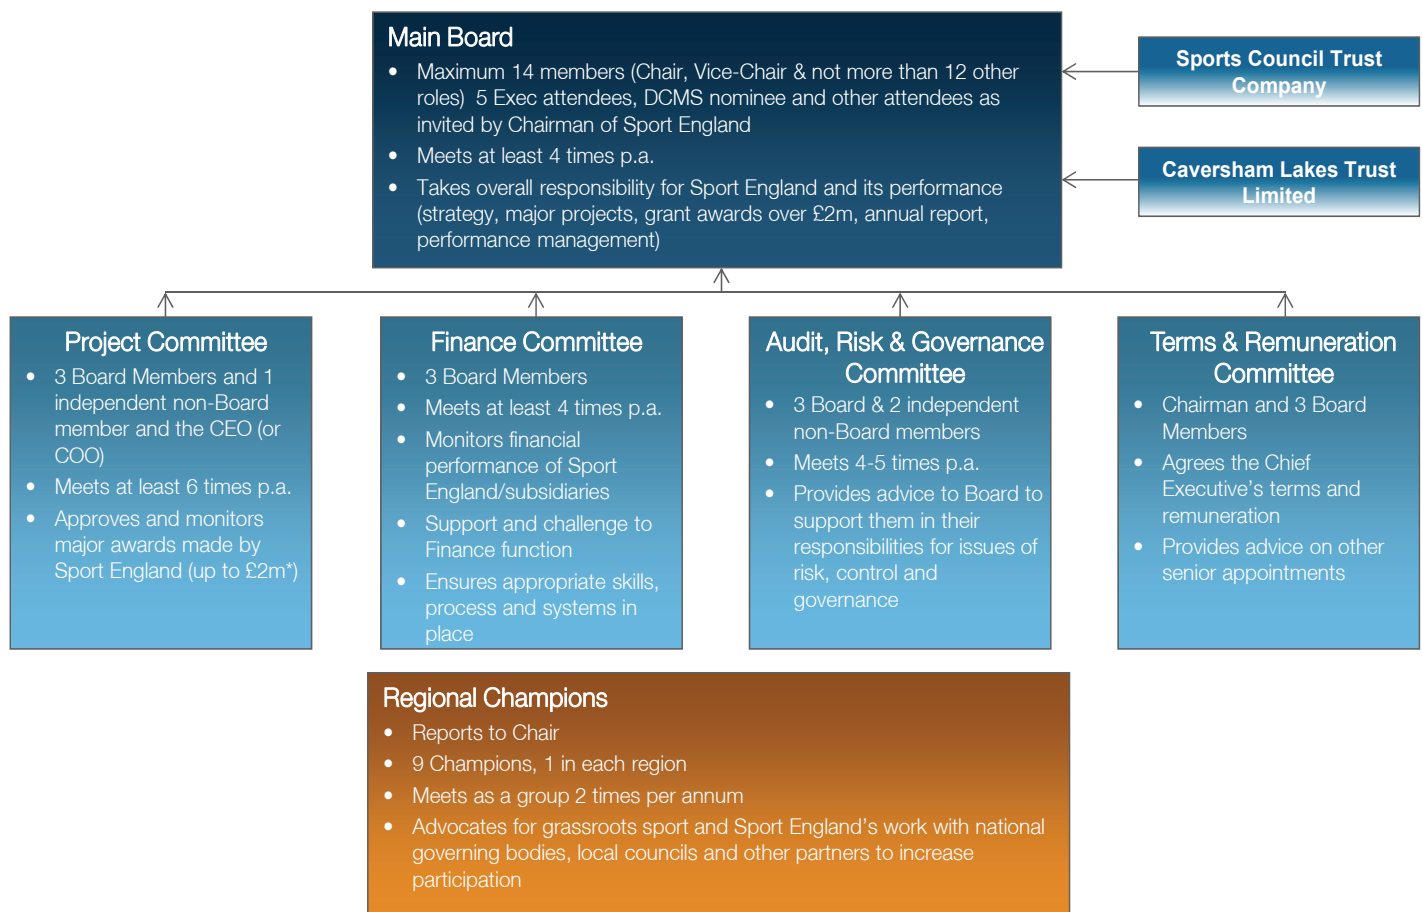 Main Board
• Maximum 14 members (Chair, Vice-Chair & not more than 12 other
roles)  5 Exec attendees, DCMS nominee and other attendees as
invited by Chairman of Sport England
• Meets at least 4 times p.a.
• Takes overall responsibility for Sport England and its performance
(strategy, major projects, grant awards over £2m, annual report,
performance management)
Sports Council Trust
Company
Caversham Lakes Trust
Limited
Project Committee
• 3 Board Members and 1
independent non-Board
member and the CEO (or
COO)
• Meets at least 6 times p.a.
• Approves and monitors
major awards made by
Sport England (up to £2m*)
Finance Committee
• 3 Board Members
• Meets at least 4 times p.a.
• Monitors financial
performance of Sport
England/subsidiaries
• Support and challenge to
Finance function
• Ensures appropriate skills,
process and systems in
place
Audit, Risk & Governance
Committee
• 3 Board & 2 independent
non-Board members
• Meets 4-5 times p.a.
• Provides advice to Board to
support them in their
responsibilities for issues of
risk, control and
governance
Terms & Remuneration
Committee
• Chairman and 3 Board
Members
• Agrees the Chief
Executive’s terms and
remuneration
• Provides advice on other
senior appointments
Regional Champions
• Reports to Chair
• 9 Champions, 1 in each region
• Meets as a group 2 times per annum
• Advocates for grassroots sport and Sport England’s work with national
governing bodies, local councils and other partners to increase
participation